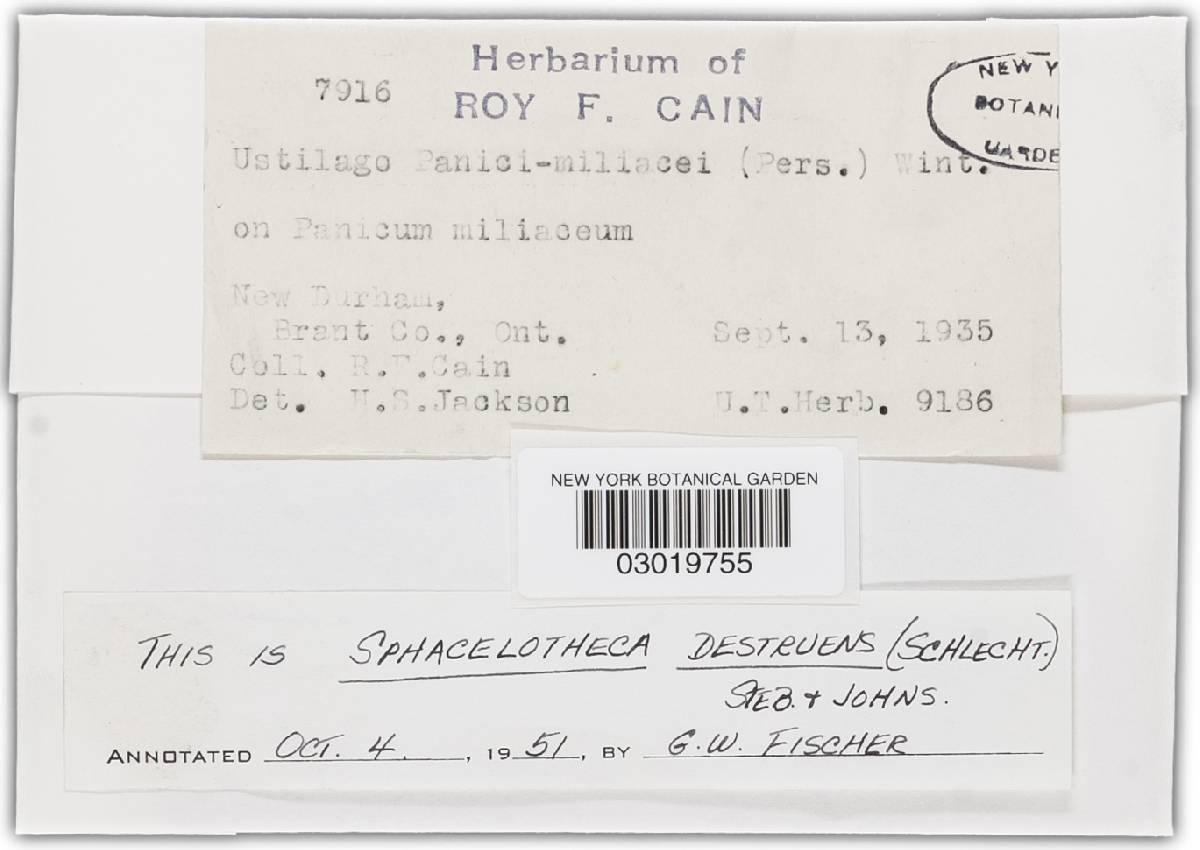 Herbarium of
7916
ROY F. CAIN
NEW Y
BOTANI
GARDE
Ustilago Panici-miliacei (Pers.) Wint.
on Panicum miliaceum
New Durham,
Brant Co., Ont. Sept. 13, 1935
Coll. R.F.Cain
Det. H.S.Jackson U.T.Herb. 9186
NEW YORK BOTANICAL GARDEN
03019755
THIS IS SPHACELOTHECA DESTRUENS (SCHLECHT.)
STEB. & JOHNS.
ANNOTATED OCT. 4, 1951, BY G.W. FISCHER